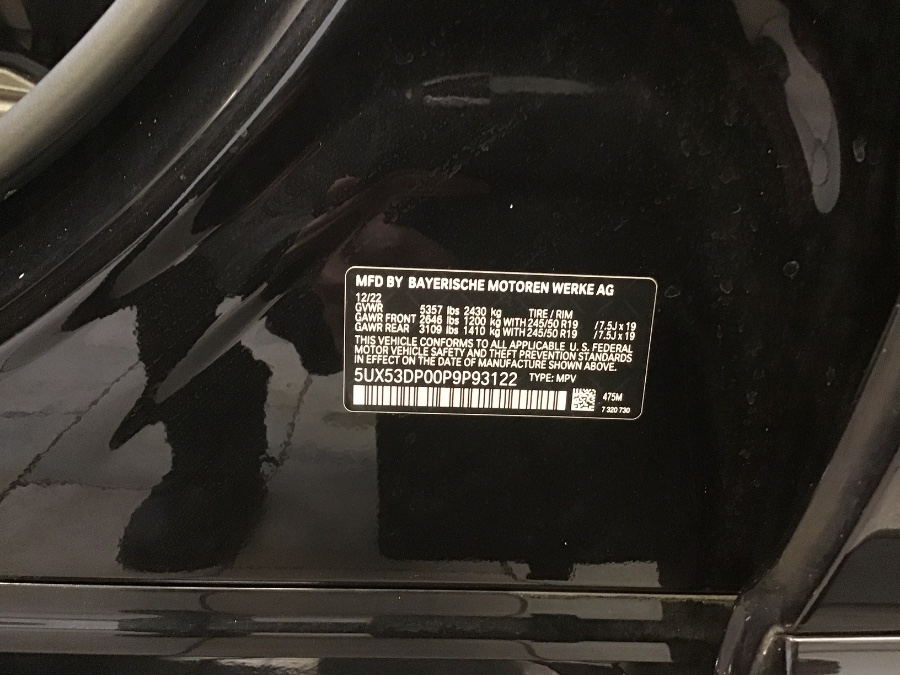 MFD BY BAYERISCHE MOTOREN WERKE AG
12/22
GVWR 5357 lbs 2430 kg TIRE / RIM
GAWR FRONT 2646 lbs 1200 kg WITH 245/50 R19 / 7.5J x 19
GAWR REAR 3109 lbs 1410 kg WITH 245/50 R19 / 7.5J x 19
THIS VEHICLE CONFORMS TO ALL APPLICABLE U. S. FEDERAL
MOTOR VEHICLE SAFETY AND THEFT PREVENTION STANDARDS
IN EFFECT ON THE DATE OF MANUFACTURE SHOWN ABOVE.
5UX53DP00P9P93122 TYPE: MPV
475M
7 320 730